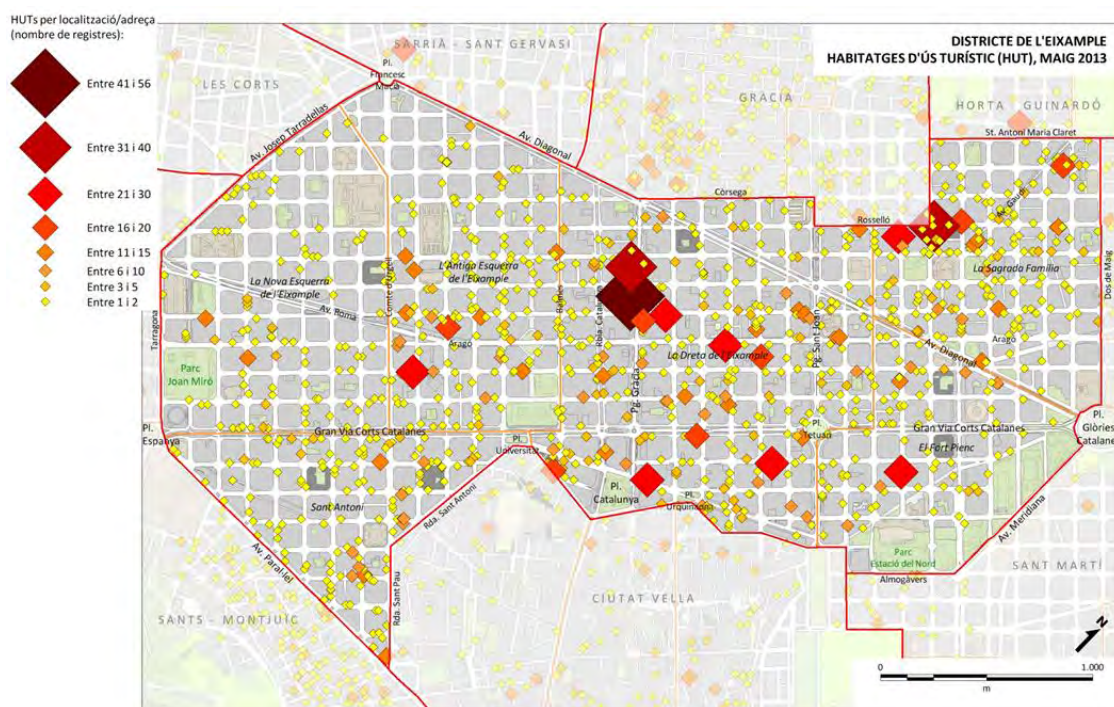 HUTs per localització/adreça
(nombre de registres):
Entre 41 i 56
Entre 31 i 40
Entre 21 i 30
Entre 16 i 20
Entre 11 i 15
Entre 6 i 10
Entre 3 i 5
Entre 1 i 2
DISTRICTE DE L'EIXAMPLE
HABITATGES D'ÚS TURÍSTIC (HUT), MAIG 2013
SARRIÀ - SANT GERVASI
LES CORTS
Pl.
Francesc
Macià
GRÀCIA
HORTA - GUINARDÓ
St. Antoni Maria Claret
Av. Josep Tarradellas
Av. Diagonal
Còrsega
Rosselló
Av. Gaudí
La Sagrada Família
Dos de Maig
La Nova Esquerra
de l'Eixample
L'Antiga Esquerra
de l'Eixample
Comte d'Urgell
Balmes
Rbla. Catalunya
Pg. Gràcia
Pg. Sant Joan
Av. Roma
Aragó
Aragó
La Dreta de l'Eixample
Av. Diagonal
Tarragona
Parc
Joan Miró
Pl.
Espanya
Gran Via Corts Catalanes
Pl.
Universitat
Pl.
Tetuan
Gran Via Corts Catalanes
Pl.
Glòries
Catalanes
El Fort Pienc
Pl.
Catalunya
Pl.
Urquinaona
Sant Antoni
Rda. Sant Antoni
Av. Paral·lel
Rda. Sant Pau
Parc
Estació del Nord
Av. Meridiana
Almogàvers
SANT MARTÍ
CIUTAT VELLA
SANTS - MONTJUÏC
N
0 1.000
m